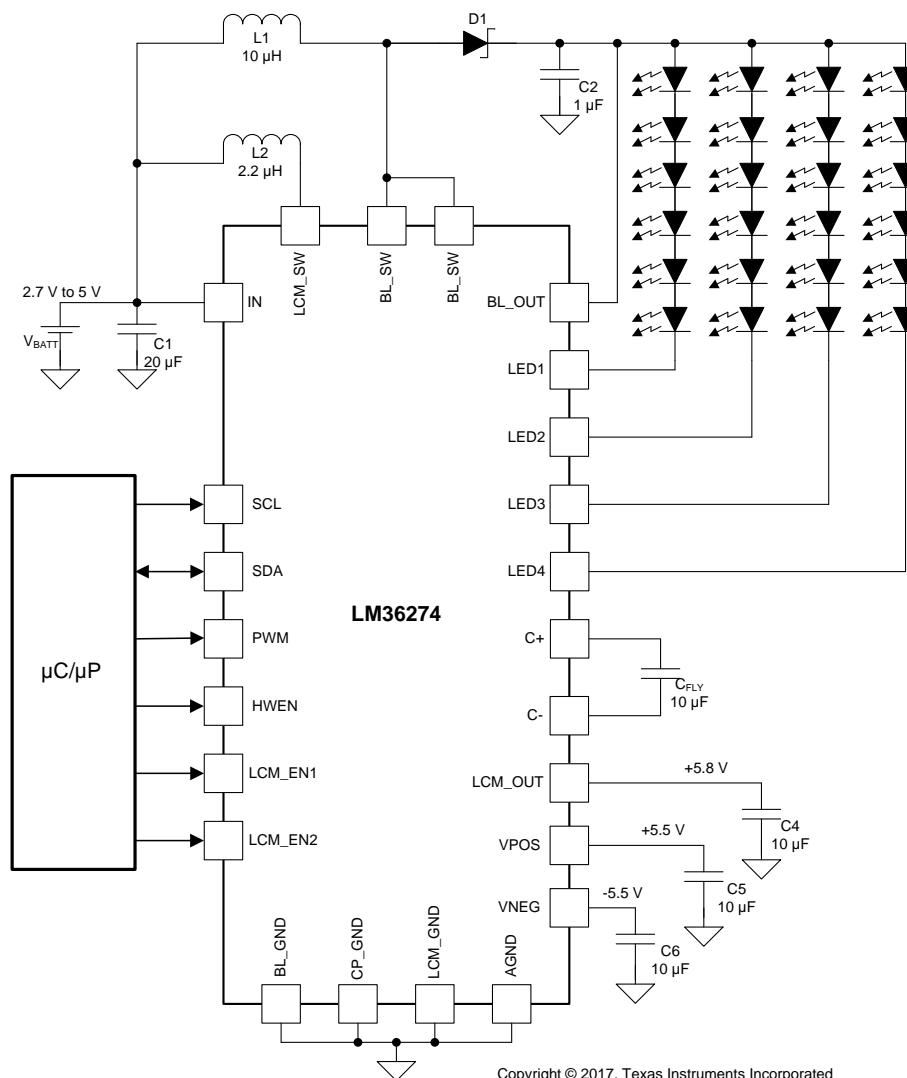 D1
L1
10 µH
C2
1 µF
L2
2.2 µH
LCM_SW
BL_SW
BL_SW
2.7 V to 5 V
IN
BL_OUT
VBATT
C1
20 µF
LED1
LED2
SCL
LED3
SDA
LED4
LM36274
PWM
C+
µC/µP
CFLY
10 µF
HWEN
C-
LCM_EN1
LCM_OUT
+5.8 V
C4
10 µF
LCM_EN2
VPOS
+5.5 V
C5
10 µF
VNEG
-5.5 V
C6
10 µF
BL_GND
CP_GND
LCM_GND
AGND
Copyright © 2017, Texas Instruments Incorporated